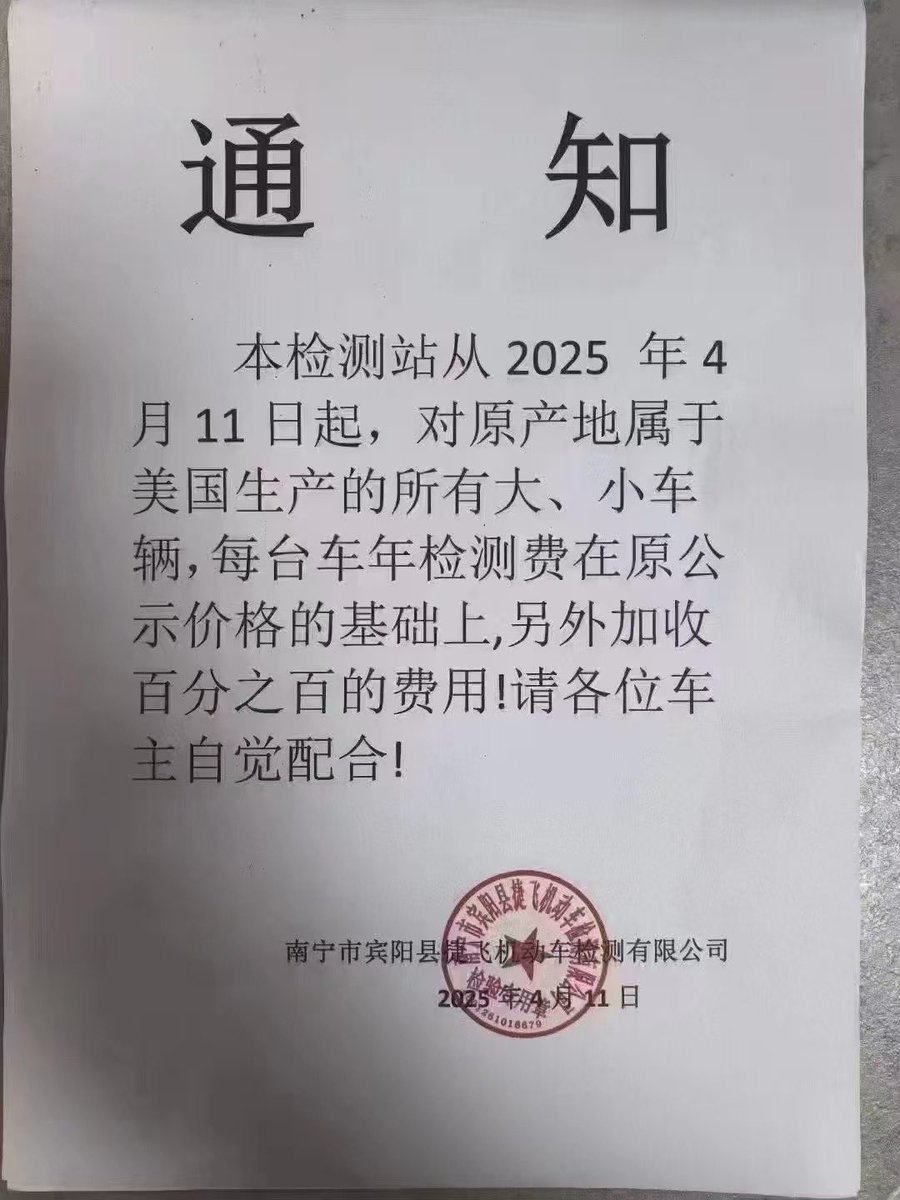 通 知
本检测站从 2025 年 4
月 11 日起，对原产地属于
美国生产的所有大、小车
辆，每台车年检测费在原公
示价格的基础上,另外加收
百分之百的费用!请各位车
主自觉配合!
南宁市宾阳县捷飞机动车检测有限公司
2025 年 4 月 11 日
南宁市宾阳县捷飞机动车检测有限公司
检验专用章